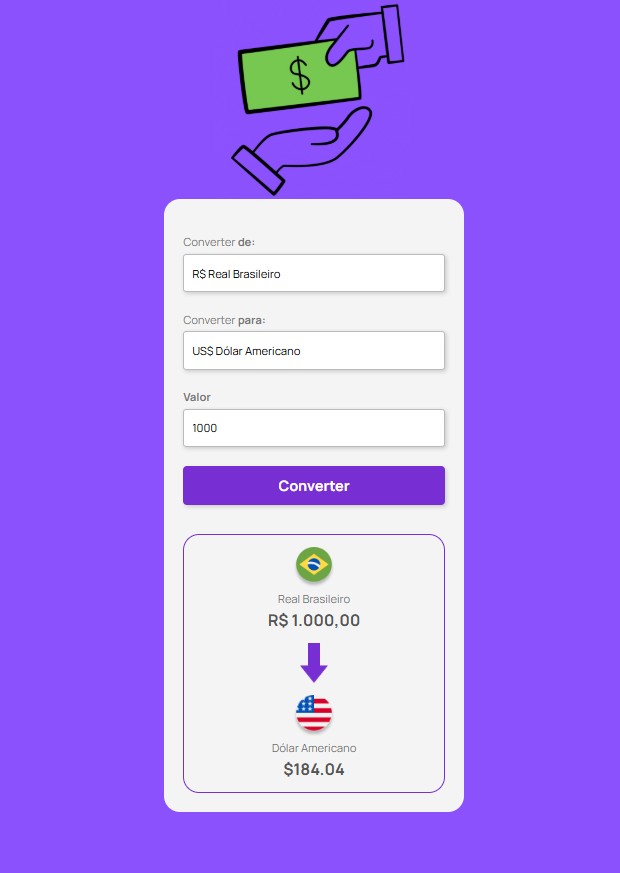 $
Converter de:
R$ Real Brasileiro
Converter para:
US$ Dólar Americano
Valor
1000
Converter
Real Brasileiro
R$ 1.000,00
Dólar Americano
$184.04